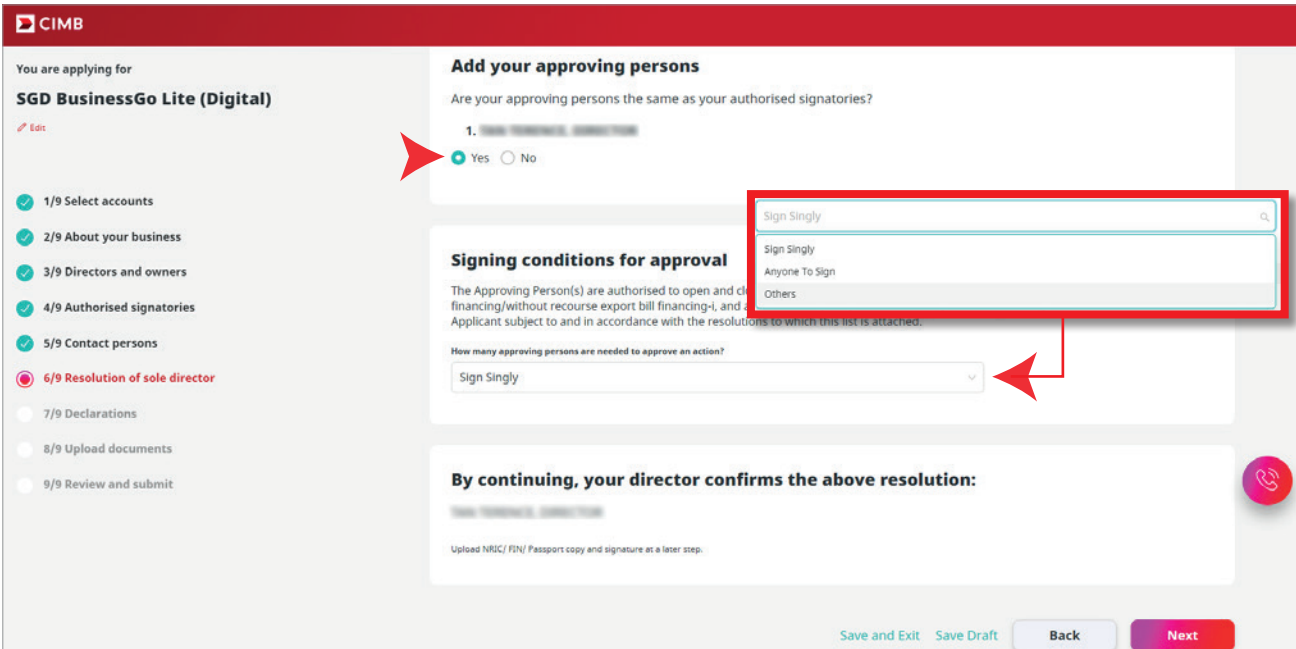 CIMB
You are applying for
SGD BusinessGo Lite (Digital)
Edit
1/9 Select accounts
2/9 About your business
3/9 Directors and owners
4/9 Authorised signatories
5/9 Contact persons
6/9 Resolution of sole director
7/9 Declarations
8/9 Upload documents
9/9 Review and submit
Add your approving persons
Are your approving persons the same as your authorised signatories?
1.
Yes No
Sign Singly
Sign Singly
Anyone To Sign
Others
Signing conditions for approval
The Approving Person(s) are authorised to open and
financing/without recourse export bill financing-i, and
Applicant subject to and in accordance with the resolutions to which this list is attached.
How many approving persons are needed to approve an action?
Sign Singly
By continuing, your director confirms the above resolution:
Upload NRIC/ FIN/ Passport copy and signature at a later step.
Save and Exit Save Draft Back Next